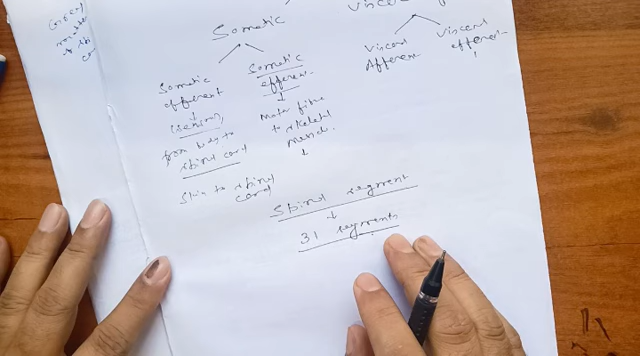 Somatic
Visceral
Afferent
Visceral
efferent
Somatic
afferent
(sensory)
from body to
spinal cord
Skin to spinal
cord
Somatic
efferent
Motor fibre
to skeletal
muscle
Spinal segment
31 segments